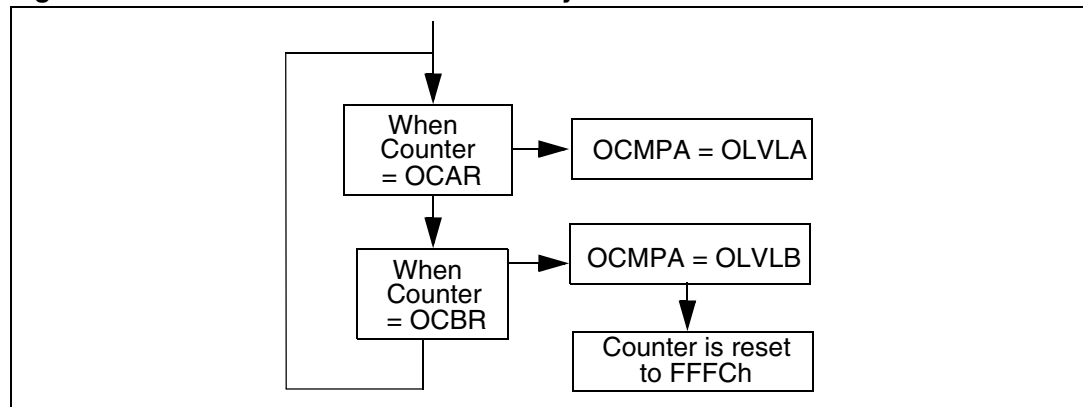 When
Counter
= OCAR
OCMPA = OLVLA
When
Counter
= OCBR
OCMPA = OLVLB
Counter is reset
to FFFCh